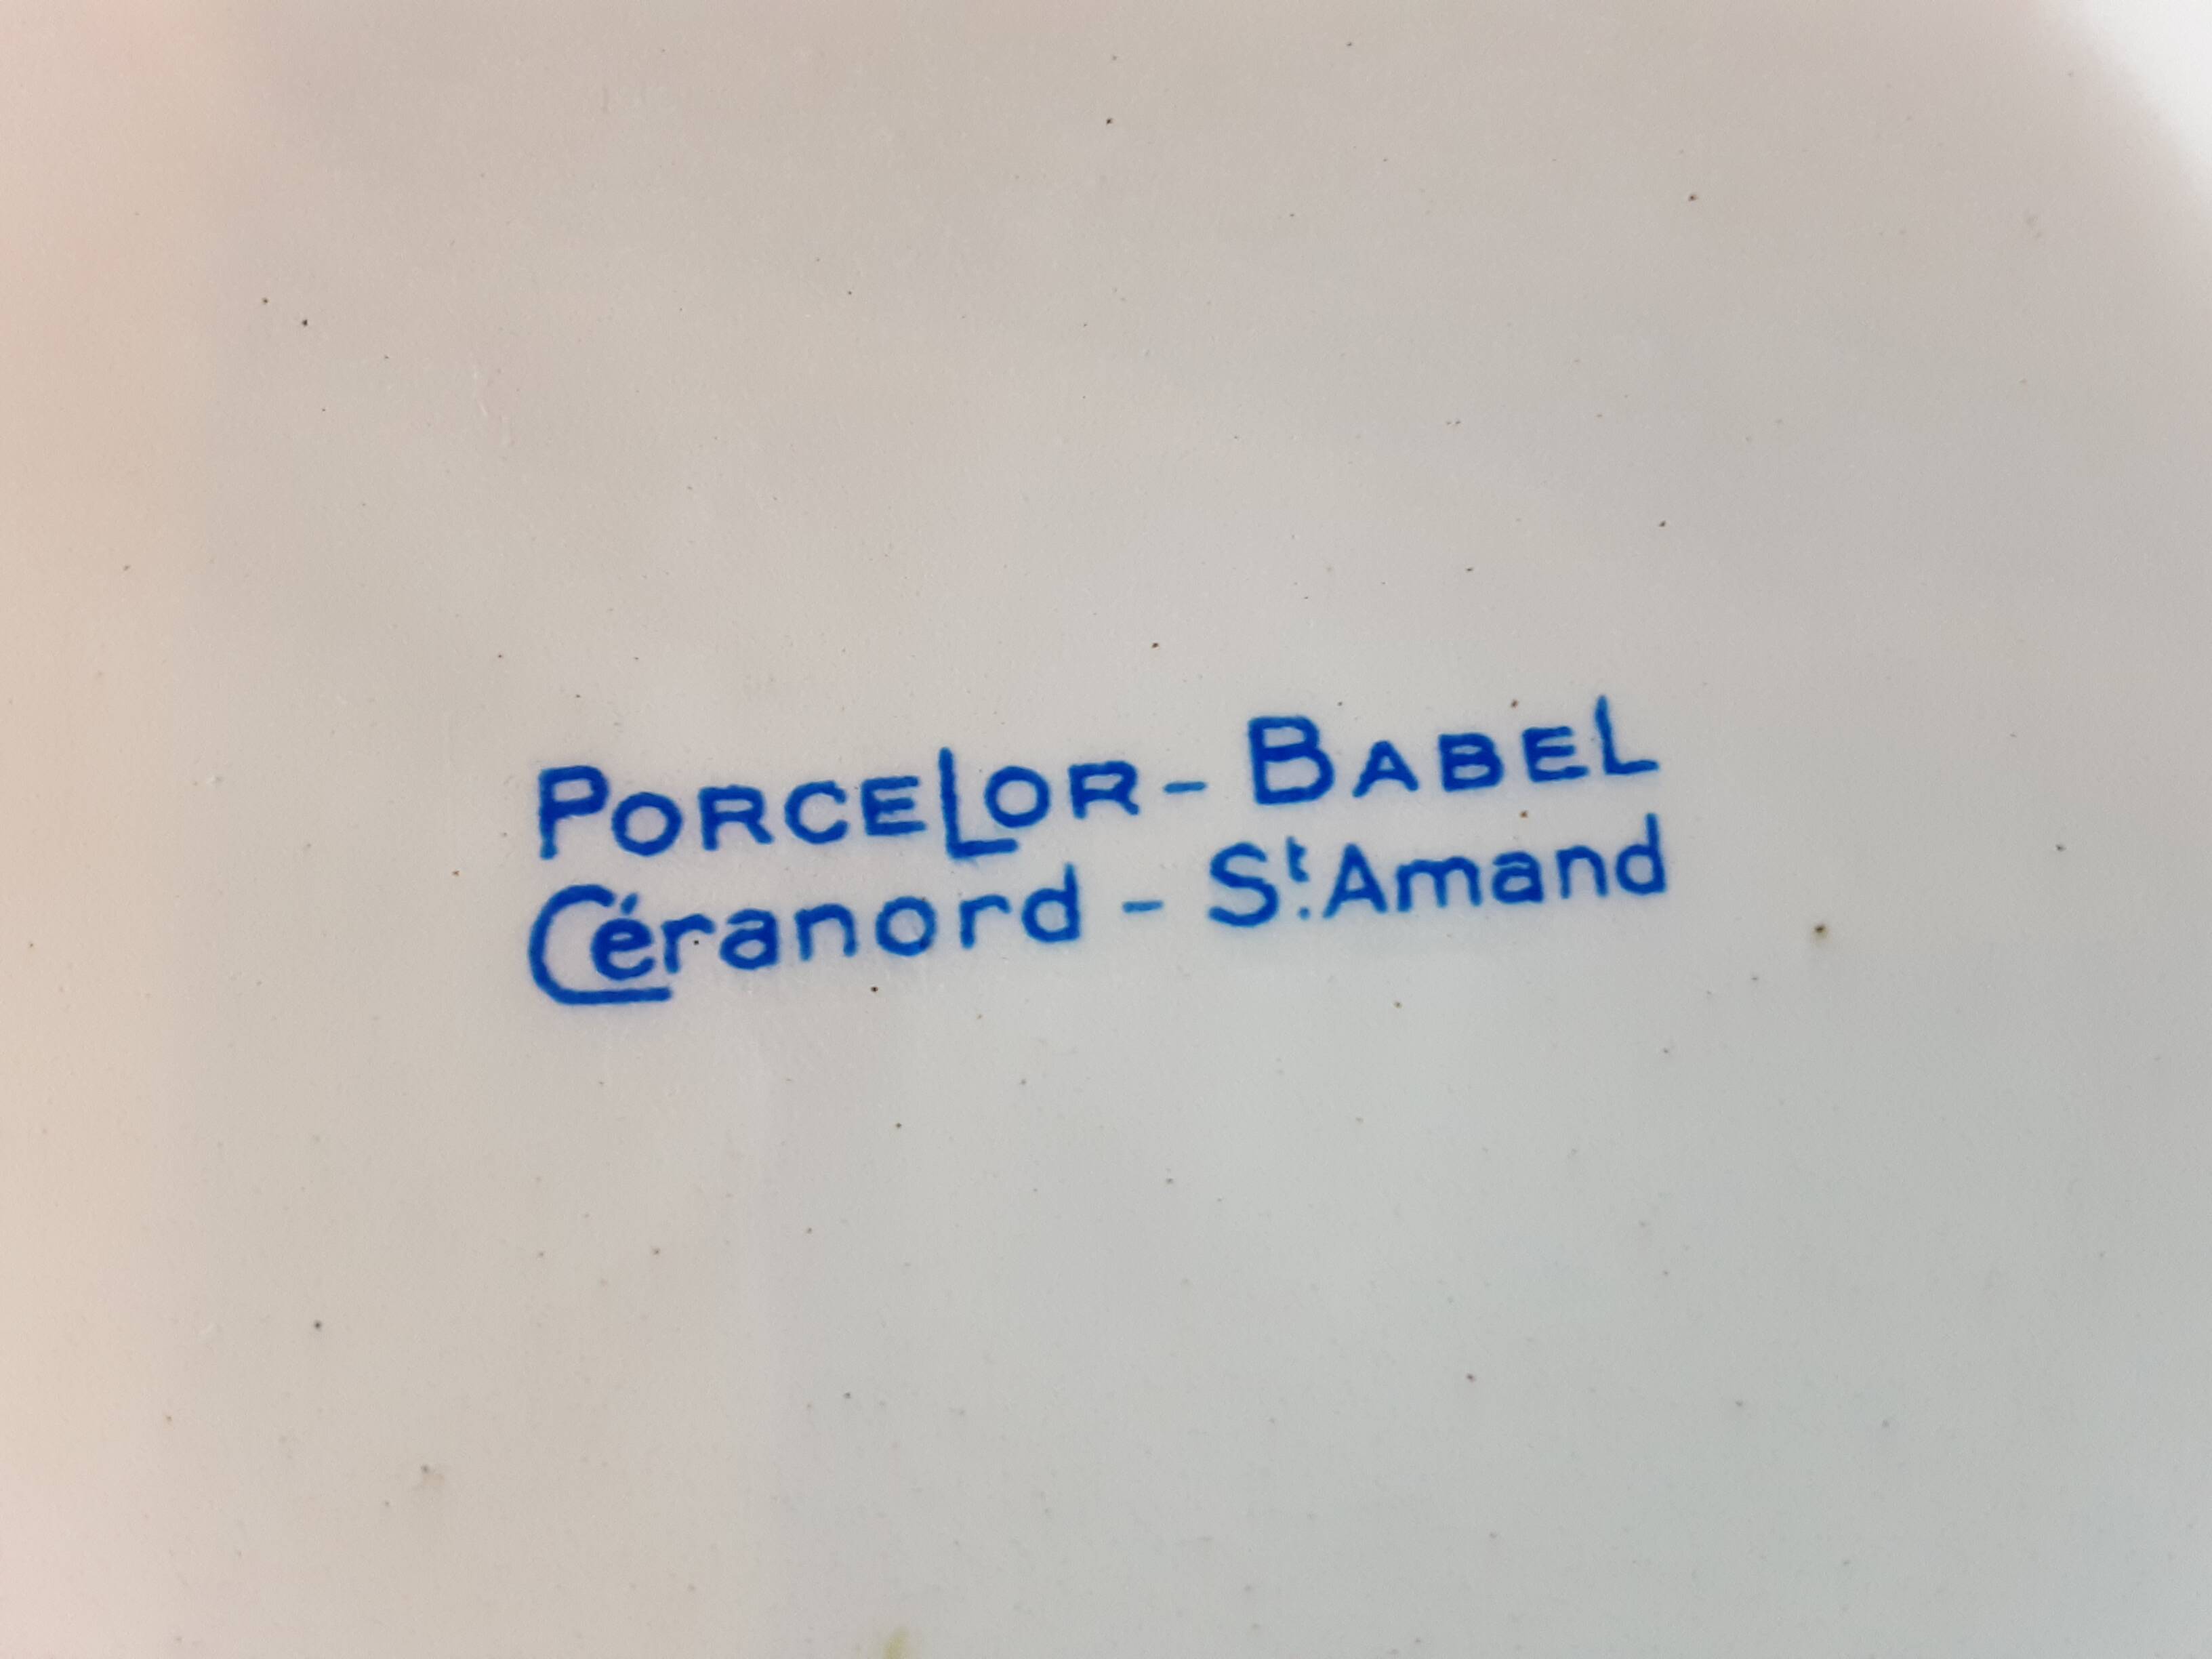 PORCELOR - BABEL
Céranord - St. Amand